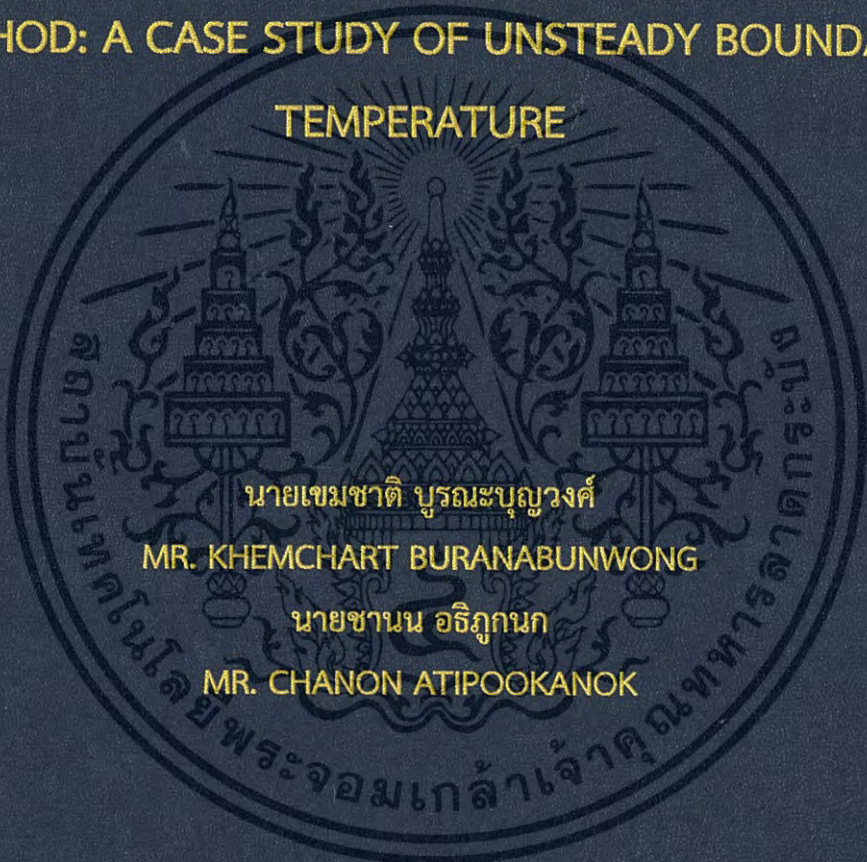 HOD: A CASE STUDY OF UNSTEADY BOUNDA
TEMPERATURE
นายเขมชาติ บูรณะบุญวงศ์
MR. KHEMCHART BURANABUNWONG
นายชานน อธิภูกนก
MR. CHANON ATIPOOKANOK
สถาบันเทคโนโลยีพระจอมเกล้าเจ้าคุณทหารลาดกระบัง